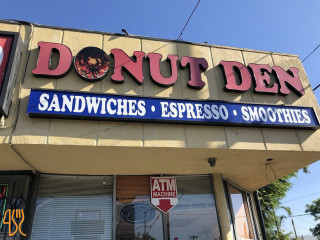 DONUT DEN
SANDWICHES • ESPRESSO • SMOOTHIES
ATM
MACHINE